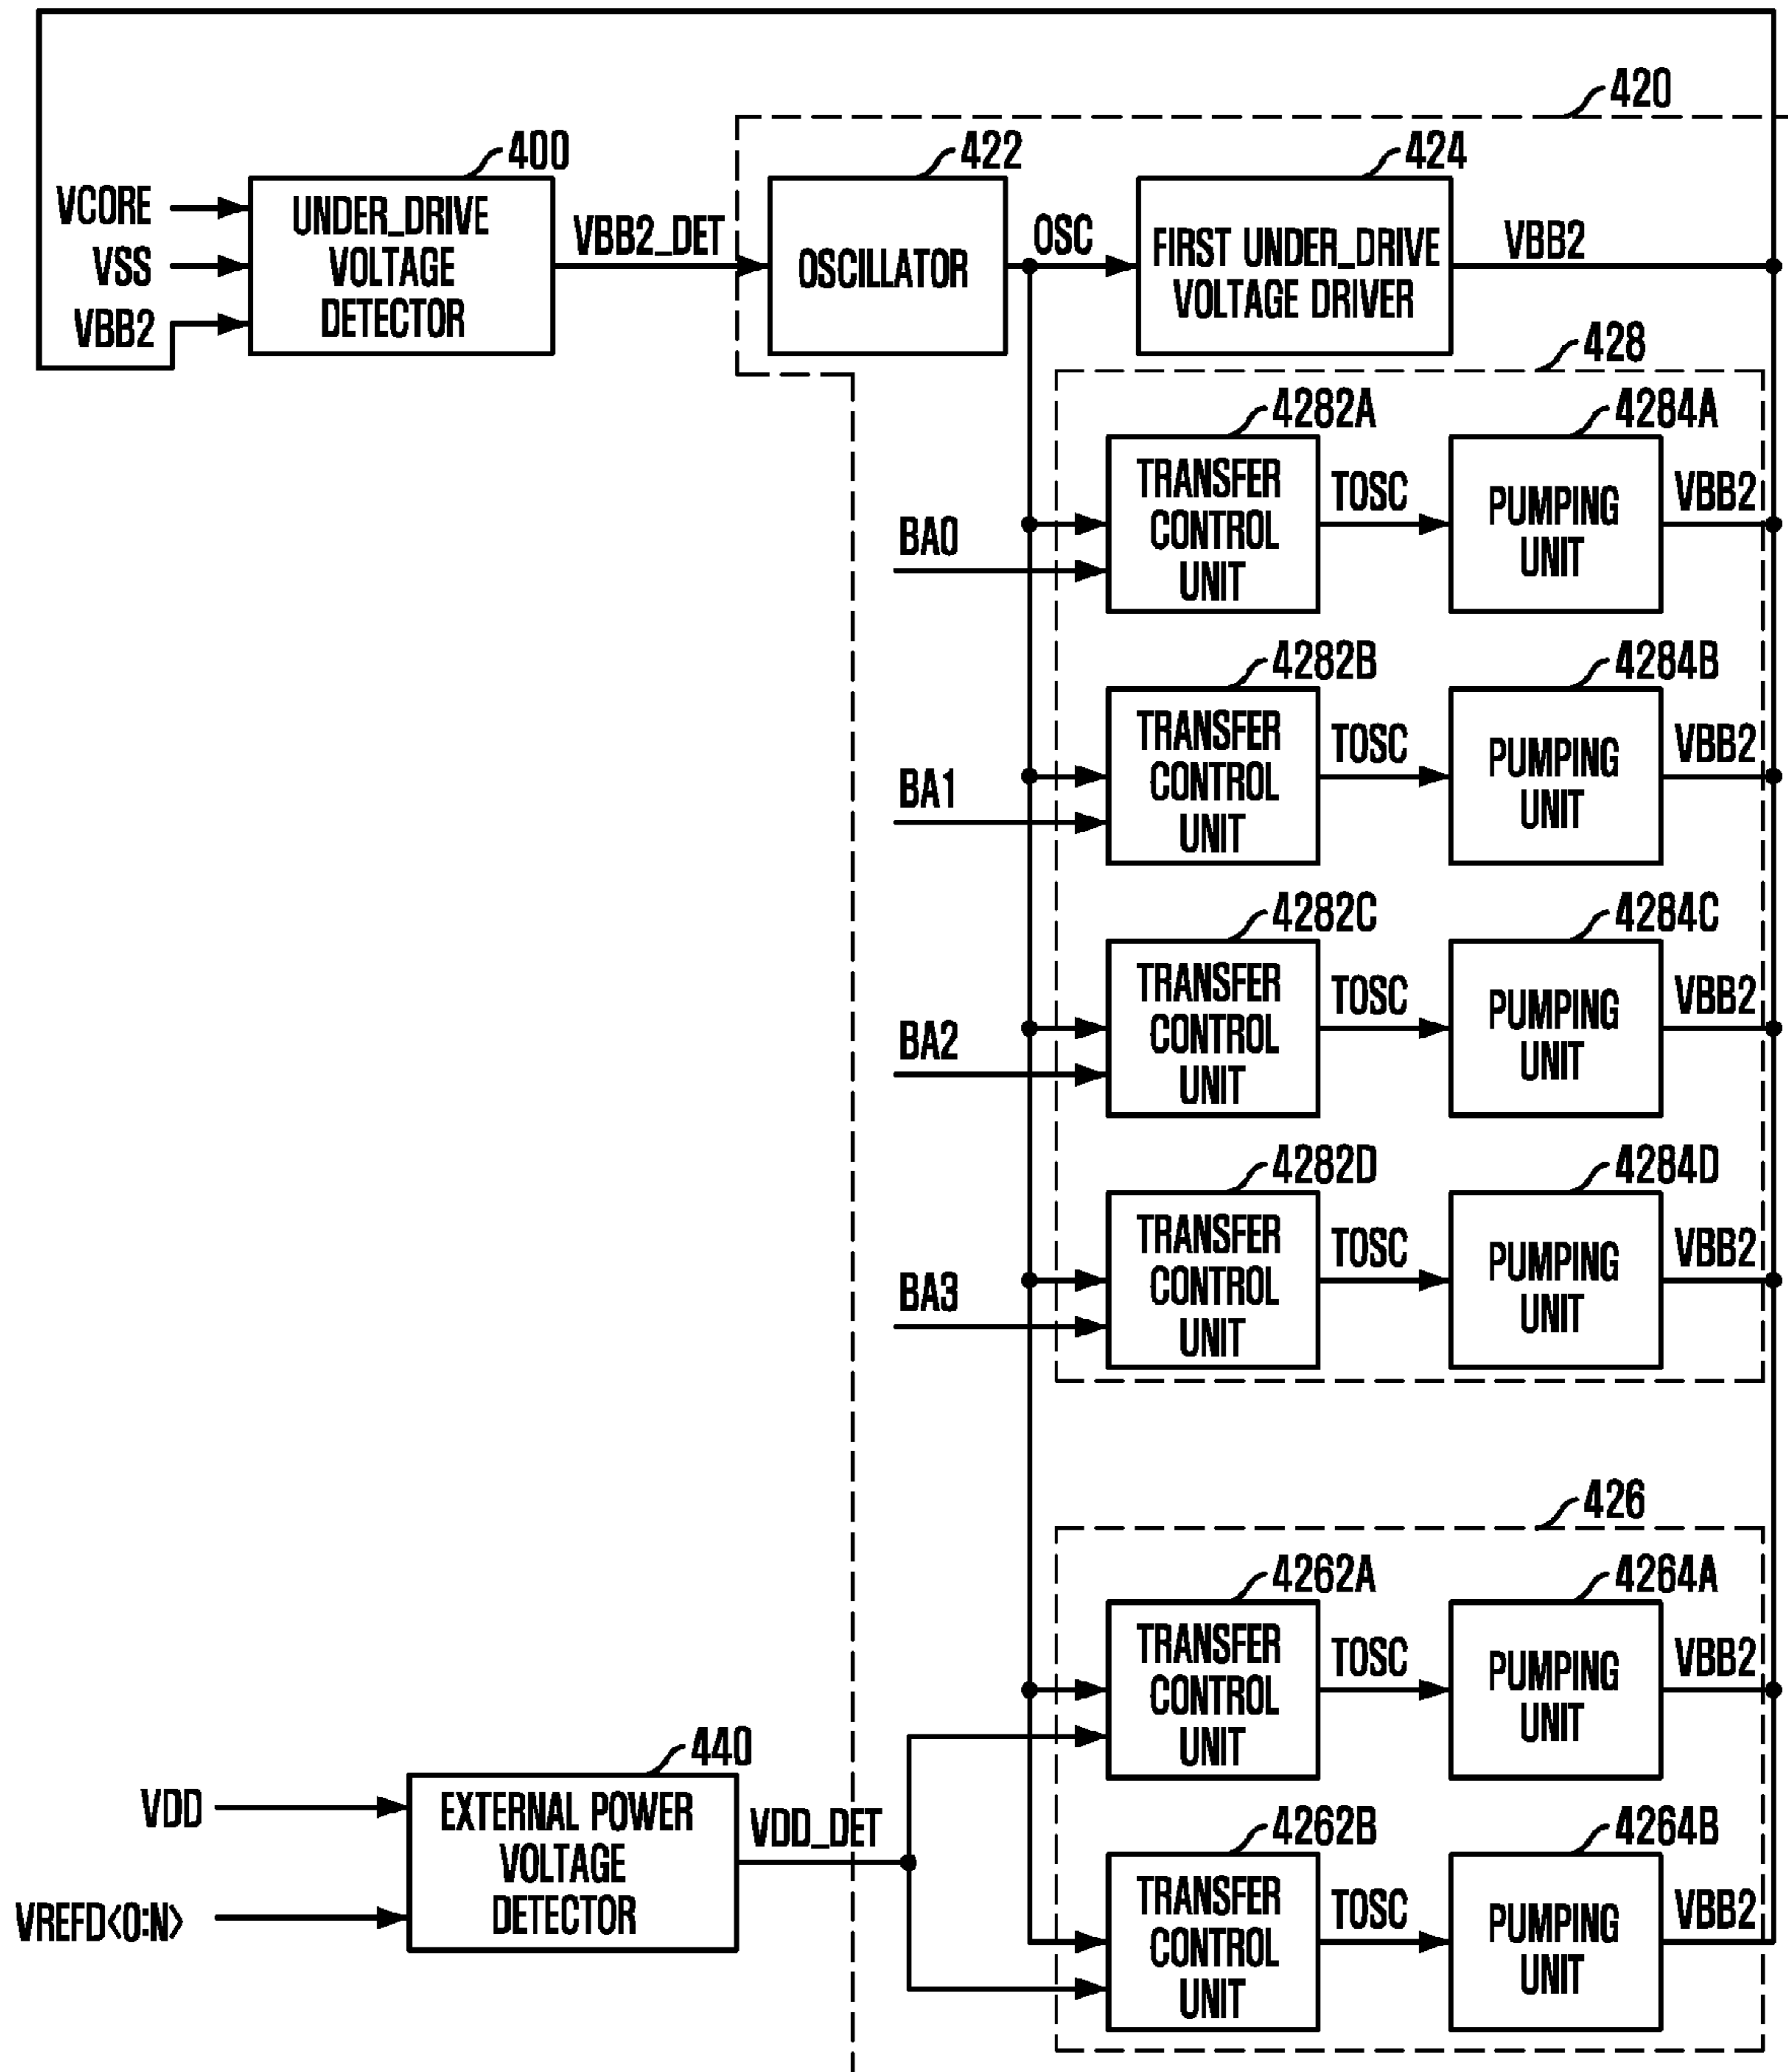 420
400
422
424
VCORE
VSS
VBB2
UNDER_DRIVE
VOLTAGE
DETECTOR
VBB2_DET
OSCILLATOR
OSC
FIRST UNDER_DRIVE
VOLTAGE DRIVER
VBB2
428
4282A
4284A
BA0
TRANSFER
CONTROL
UNIT
TOSC
PUMPING
UNIT
VBB2
4282B
4284B
BA1
TRANSFER
CONTROL
UNIT
TOSC
PUMPING
UNIT
VBB2
4282C
4284C
BA2
TRANSFER
CONTROL
UNIT
TOSC
PUMPING
UNIT
VBB2
4282D
4284D
BA3
TRANSFER
CONTROL
UNIT
TOSC
PUMPING
UNIT
VBB2
426
4262A
4264A
TRANSFER
CONTROL
UNIT
TOSC
PUMPING
UNIT
VBB2
440
VDD
VREFD<0:N>
EXTERNAL POWER
VOLTAGE
DETECTOR
VDD_DET
4262B
4264B
TRANSFER
CONTROL
UNIT
TOSC
PUMPING
UNIT
VBB2